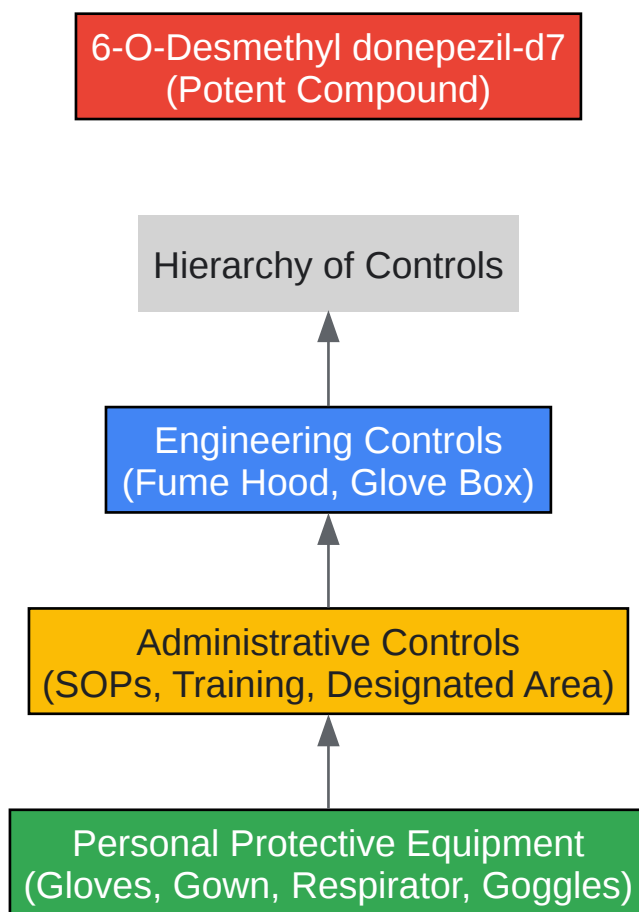 6-O-Desmethyl donepezil-d7
(Potent Compound)
Hierarchy of Controls
Engineering Controls
(Fume Hood, Glove Box)
Administrative Controls
(SOPs, Training, Designated Area)
Personal Protective Equipment
(Gloves, Gown, Respirator, Goggles)